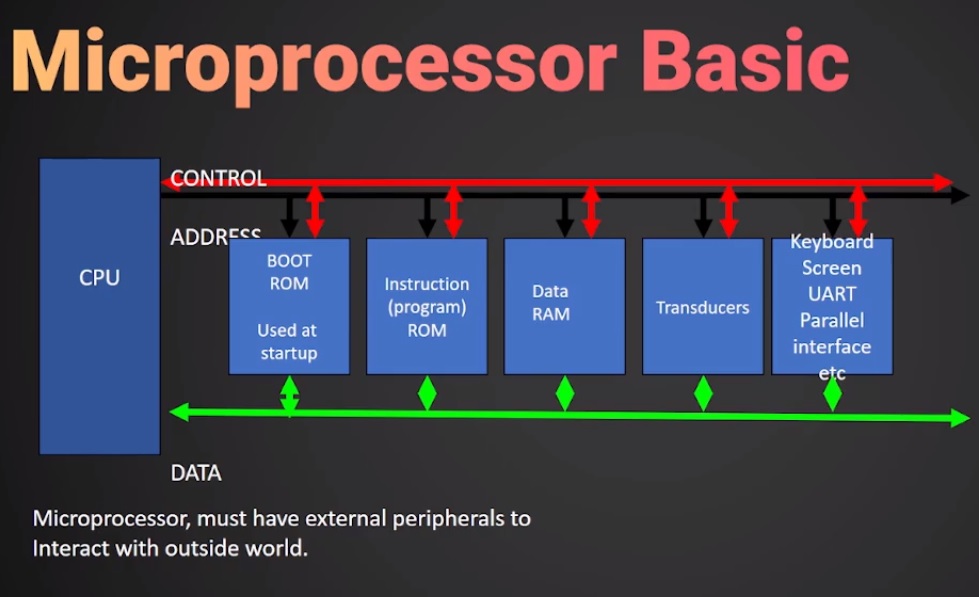 Microprocessor Basic
CONTROL
ADDRESS
CPU
BOOT
ROM
Used at
startup
Instruction
(program)
ROM
Data
RAM
Transducers
Keyboard
Screen
UART
Parallel
interface
etc
DATA
Microprocessor, must have external peripherals to
Interact with outside world.